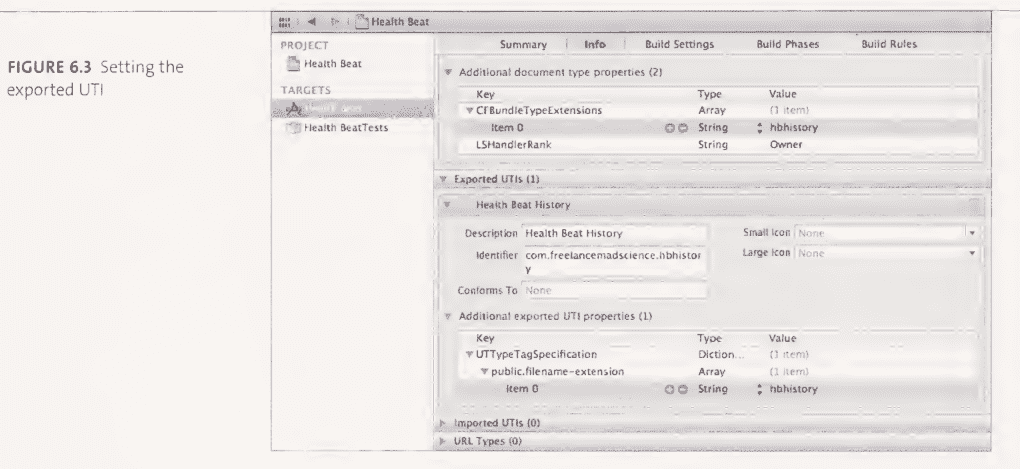 FIGURE 6.3 Setting the
exported UTI
Health Beat
PROJECT
Health Beat
TARGETS
Health BeatTests
Summary Info Build Settings Build Phases Build Rules
Additional document type properties (2)
Key Type Value
CFBundleTypeExtensions Array (1 item)
Item 0 String hbhistory
LSHandlerRank String Owner
Exported UTIs (1)
Health Beat History
Description Health Beat History Small Icon None
Identifier com.freelancemadscience.hbhistor
y
Large Icon None
Conforms To None
Additional exported UTI properties (1)
Key Type Value
UTTypeTagSpecification Diction... (1 item)
public.filename-extension Array (1 item)
Item 0 String hbhistory
Imported UTIs (0)
URL Types (0)